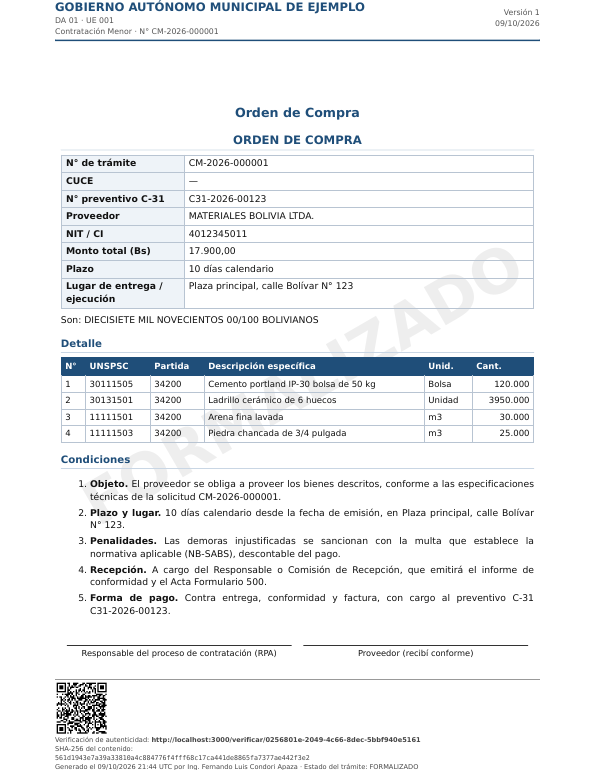 GOBIERNO AUTÓNOMO MUNICIPAL DE EJEMPLO
DA 01 · UE 001
Contratación Menor · N° CM-2026-000001
Versión 1
09/10/2026
Orden de Compra
ORDEN DE COMPRA
N° de trámite CM-2026-000001
CUCE —
N° preventivo C-31 C31-2026-00123
Proveedor MATERIALES BOLIVIA LTDA.
NIT / CI 4012345011
Monto total (Bs) 17.900,00
Plazo 10 días calendario
Lugar de entrega / Plaza principal, calle Bolívar N° 123
ejecución
Son: DIECISIETE MIL NOVECIENTOS 00/100 BOLIVIANOS
Detalle
N° UNSPSC Partida Descripción específica Unid. Cant.
1 30111505 34200 Cemento portland IP-30 bolsa de 50 kg Bolsa 120.000
2 30131501 34200 Ladrillo cerámico de 6 huecos Unidad 3950.000
3 11111501 34200 Arena fina lavada m3 30.000
4 11111503 34200 Piedra chancada de 3/4 pulgada m3 25.000
Condiciones
1. Objeto. El proveedor se obliga a proveer los bienes descritos, conforme a las especificaciones
técnicas de la solicitud CM-2026-000001.
2. Plazo y lugar. 10 días calendario desde la fecha de emisión, en Plaza principal, calle Bolívar
N° 123.
3. Penalidades. Las demoras injustificadas se sancionan con la multa que establece la
normativa aplicable (NB-SABS), descontable del pago.
4. Recepción. A cargo del Responsable o Comisión de Recepción, que emitirá el informe de
conformidad y el Acta Formulario 500.
5. Forma de pago. Contra entrega, conformidad y factura, con cargo al preventivo C-31
C31-2026-00123.
Responsable del proceso de contratación (RPA) Proveedor (recibí conforme)
FORMALIZADO
Verificación de autenticidad: http://localhost:3000/verificar/0256801e-2049-4c66-8dec-5bbf940e5161
SHA-256 del contenido:
561d1943e7a39a33810a4c884776f4fff68c17ca441de8865fa7377ae442f3e2
Generado el 09/10/2026 21:44 UTC por Ing. Fernando Luis Condori Apaza · Estado del trámite: FORMALIZADO